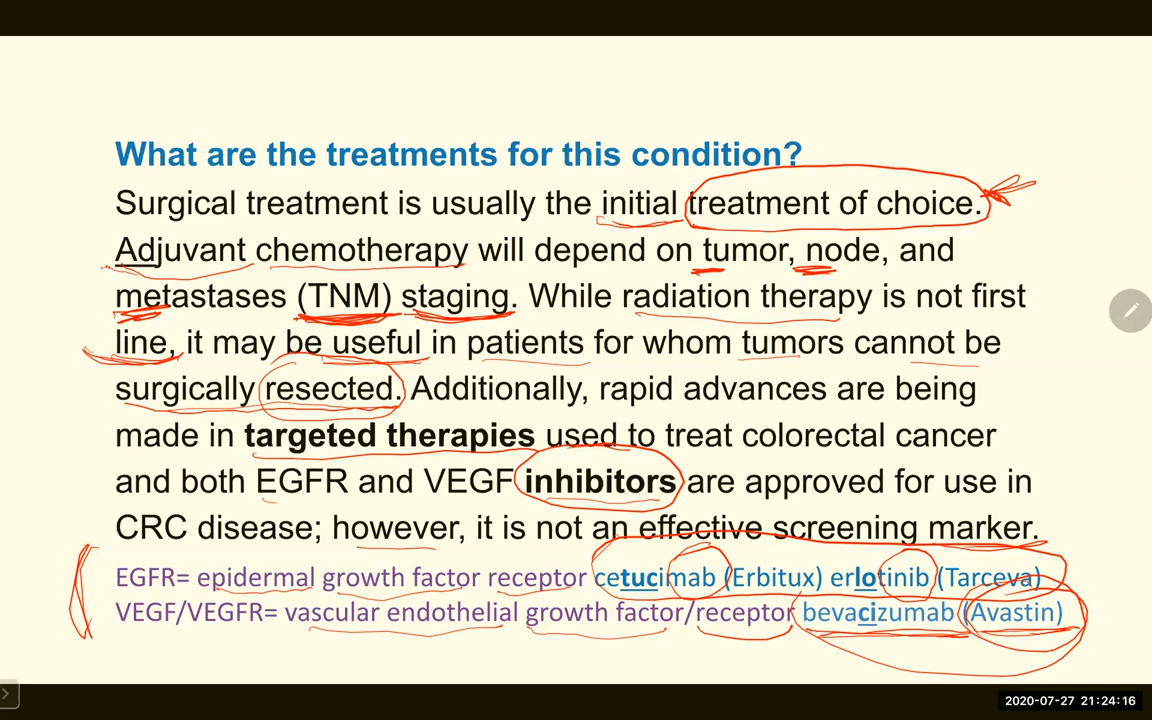 What are the treatments for this condition?
Surgical treatment is usually the initial treatment of choice.
Adjuvant chemotherapy will depend on tumor, node, and
metastases (TNM) staging. While radiation therapy is not first
line, it may be useful in patients for whom tumors cannot be
surgically resected. Additionally, rapid advances are being
made in targeted therapies used to treat colorectal cancer
and both EGFR and VEGF inhibitors are approved for use in
CRC disease; however, it is not an effective screening marker.
EGFR= epidermal growth factor receptor cetucimab (Erbitux) erlotinib (Tarceva)
VEGF/VEGFR= vascular endothelial growth factor/receptor bevacizumab (Avastin)
2020-07-27 21:24:16